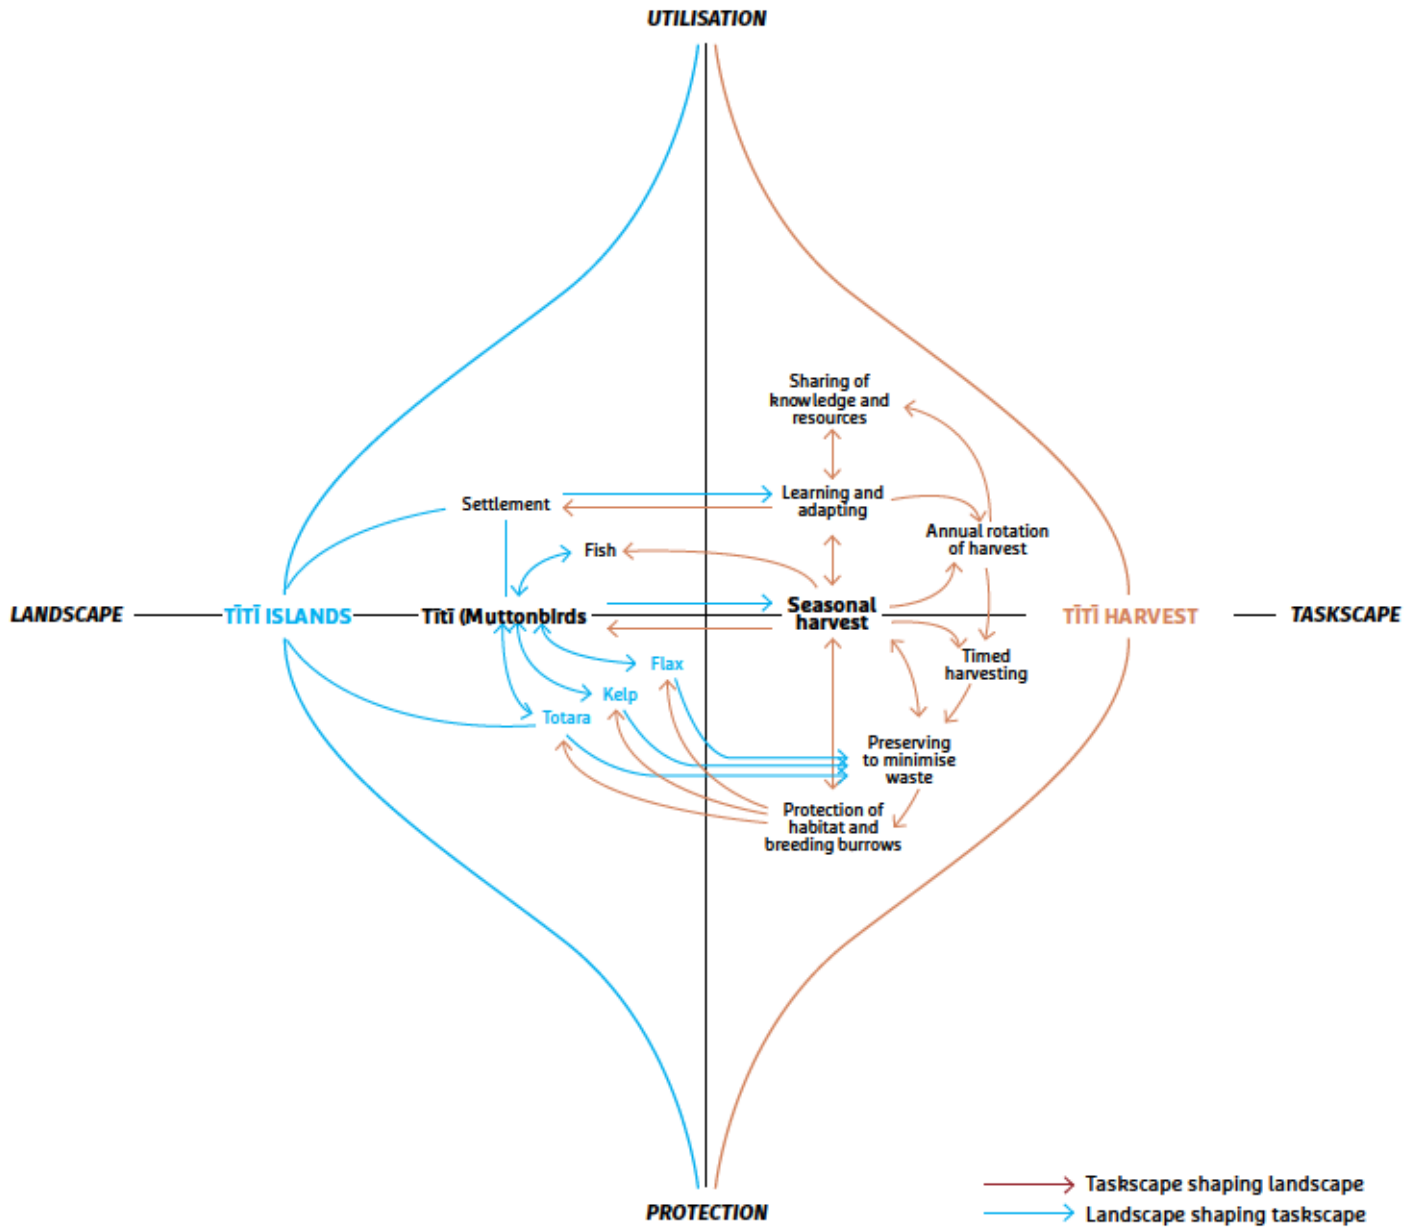 UTILISATION
Sharing of
knowledge and
resources
Settlement
Learning and
adapting
Annual rotation
of harvest
Fish
LANDSCAPE
TĪTĪ ISLANDS
Tītī (Muttonbirds
Seasonal
harvest
TĪTĪ HARVEST
TASKSCAPE
Flax
Timed
harvesting
Kelp
Totara
Preserving
to minimise
waste
Protection of
habitat and
breeding burrows
Taskscape shaping landscape
PROTECTION
Landscape shaping taskscape